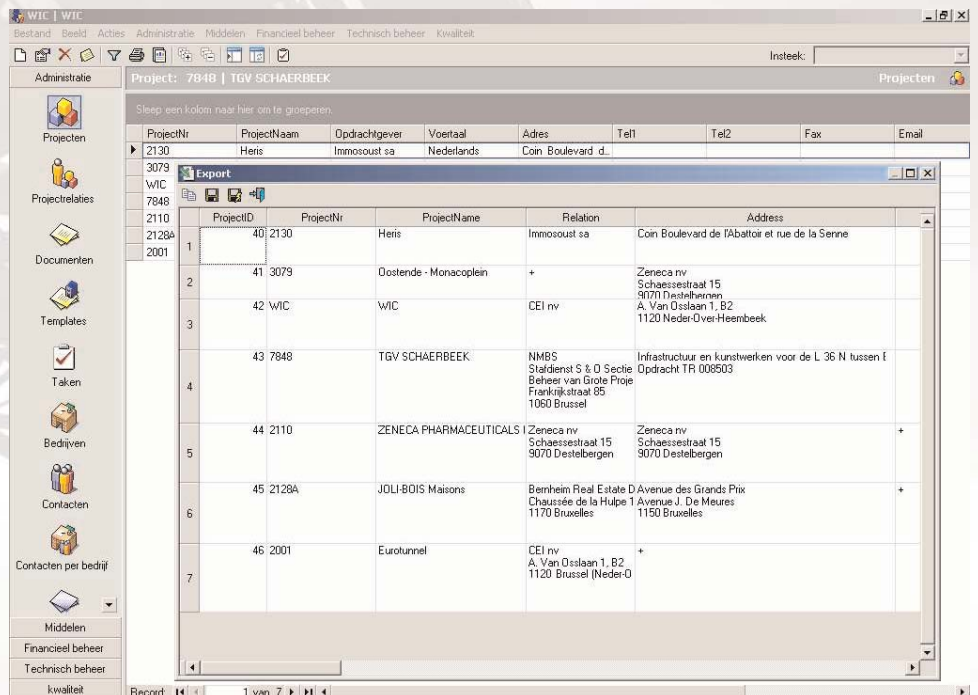 WIC | WIC
Bestand Beeld Acties Administratie Middelen Financieel beheer Technisch beheer Kwaliteit
Insteek:
Administratie
Project: 7848 | TGV SCHAERBEEK
Projecten
Sleep een kolom naar hier om te groeperen.
ProjectNr ProjectNaam Opdrachtgever Voertaal Adres Tel1 Tel2 Fax Email
2130 Heris Immosoust sa Nederlands Coin Boulevard d...
3079
WIC
7848
2110
2128A
2001
Projecten
Projectrelaties
Documenten
Templates
Taken
Bedrijven
Contacten
Contacten per bedrijf
Middelen
Financieel beheer
Technisch beheer
kwaliteit
Export
ProjectID ProjectNr ProjectName Relation Address
1 40 2130 Heris Immosoust sa Coin Boulevard de l'Abattoir et rue de la Senne
2 41 3079 Oostende - Monacoplein + Zeneca nv
Schaessestraat 15
9070 Destelbergen
3 42 WIC WIC CEI nv A. Van Osslaan 1, B2
1120 Neder-Over-Heembeek
4 43 7848 TGV SCHAERBEEK NMBS Infrastructuur en kunstwerken voor de L 36 N tussen
Stafdienst S & O Sectie Opdracht TR 008503
Beheer van Grote Proje
Frankrijkstraat 85
1060 Brussel
5 44 2110 ZENECA PHARMACEUTICALS Zeneca nv Zeneca nv +
Schaessestraat 15 Schaessestraat 15
9070 Destelbergen 9070 Destelbergen
6 45 2128A JOLI-BOIS Maisons Bernheim Real Estate D Avenue des Grands Prix +
Chaussée de la Hulpe 1 Avenue J. De Meures
1170 Bruxelles 1150 Bruxelles
7 46 2001 Eurotunnel CEI nv +
A. Van Osslaan 1, B2
1120 Brussel (Neder-O
Record: 1 van 7